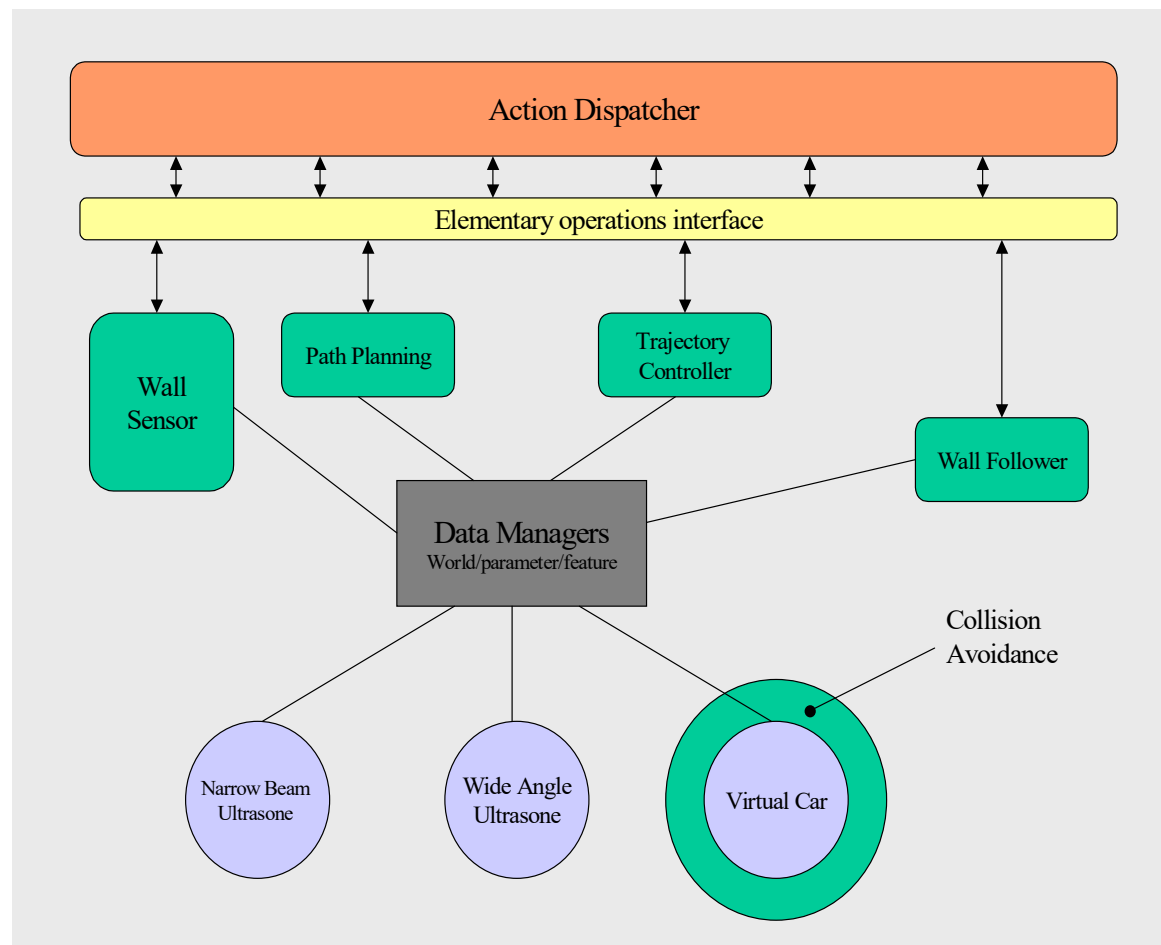 Action Dispatcher
Elementary operations interface
Wall
Sensor
Path Planning
Trajectory
Controller
Wall Follower
Data Managers
World/parameter/feature
Collision
Avoidance
Narrow Beam
Ultrasone
Wide Angle
Ultrasone
Virtual Car